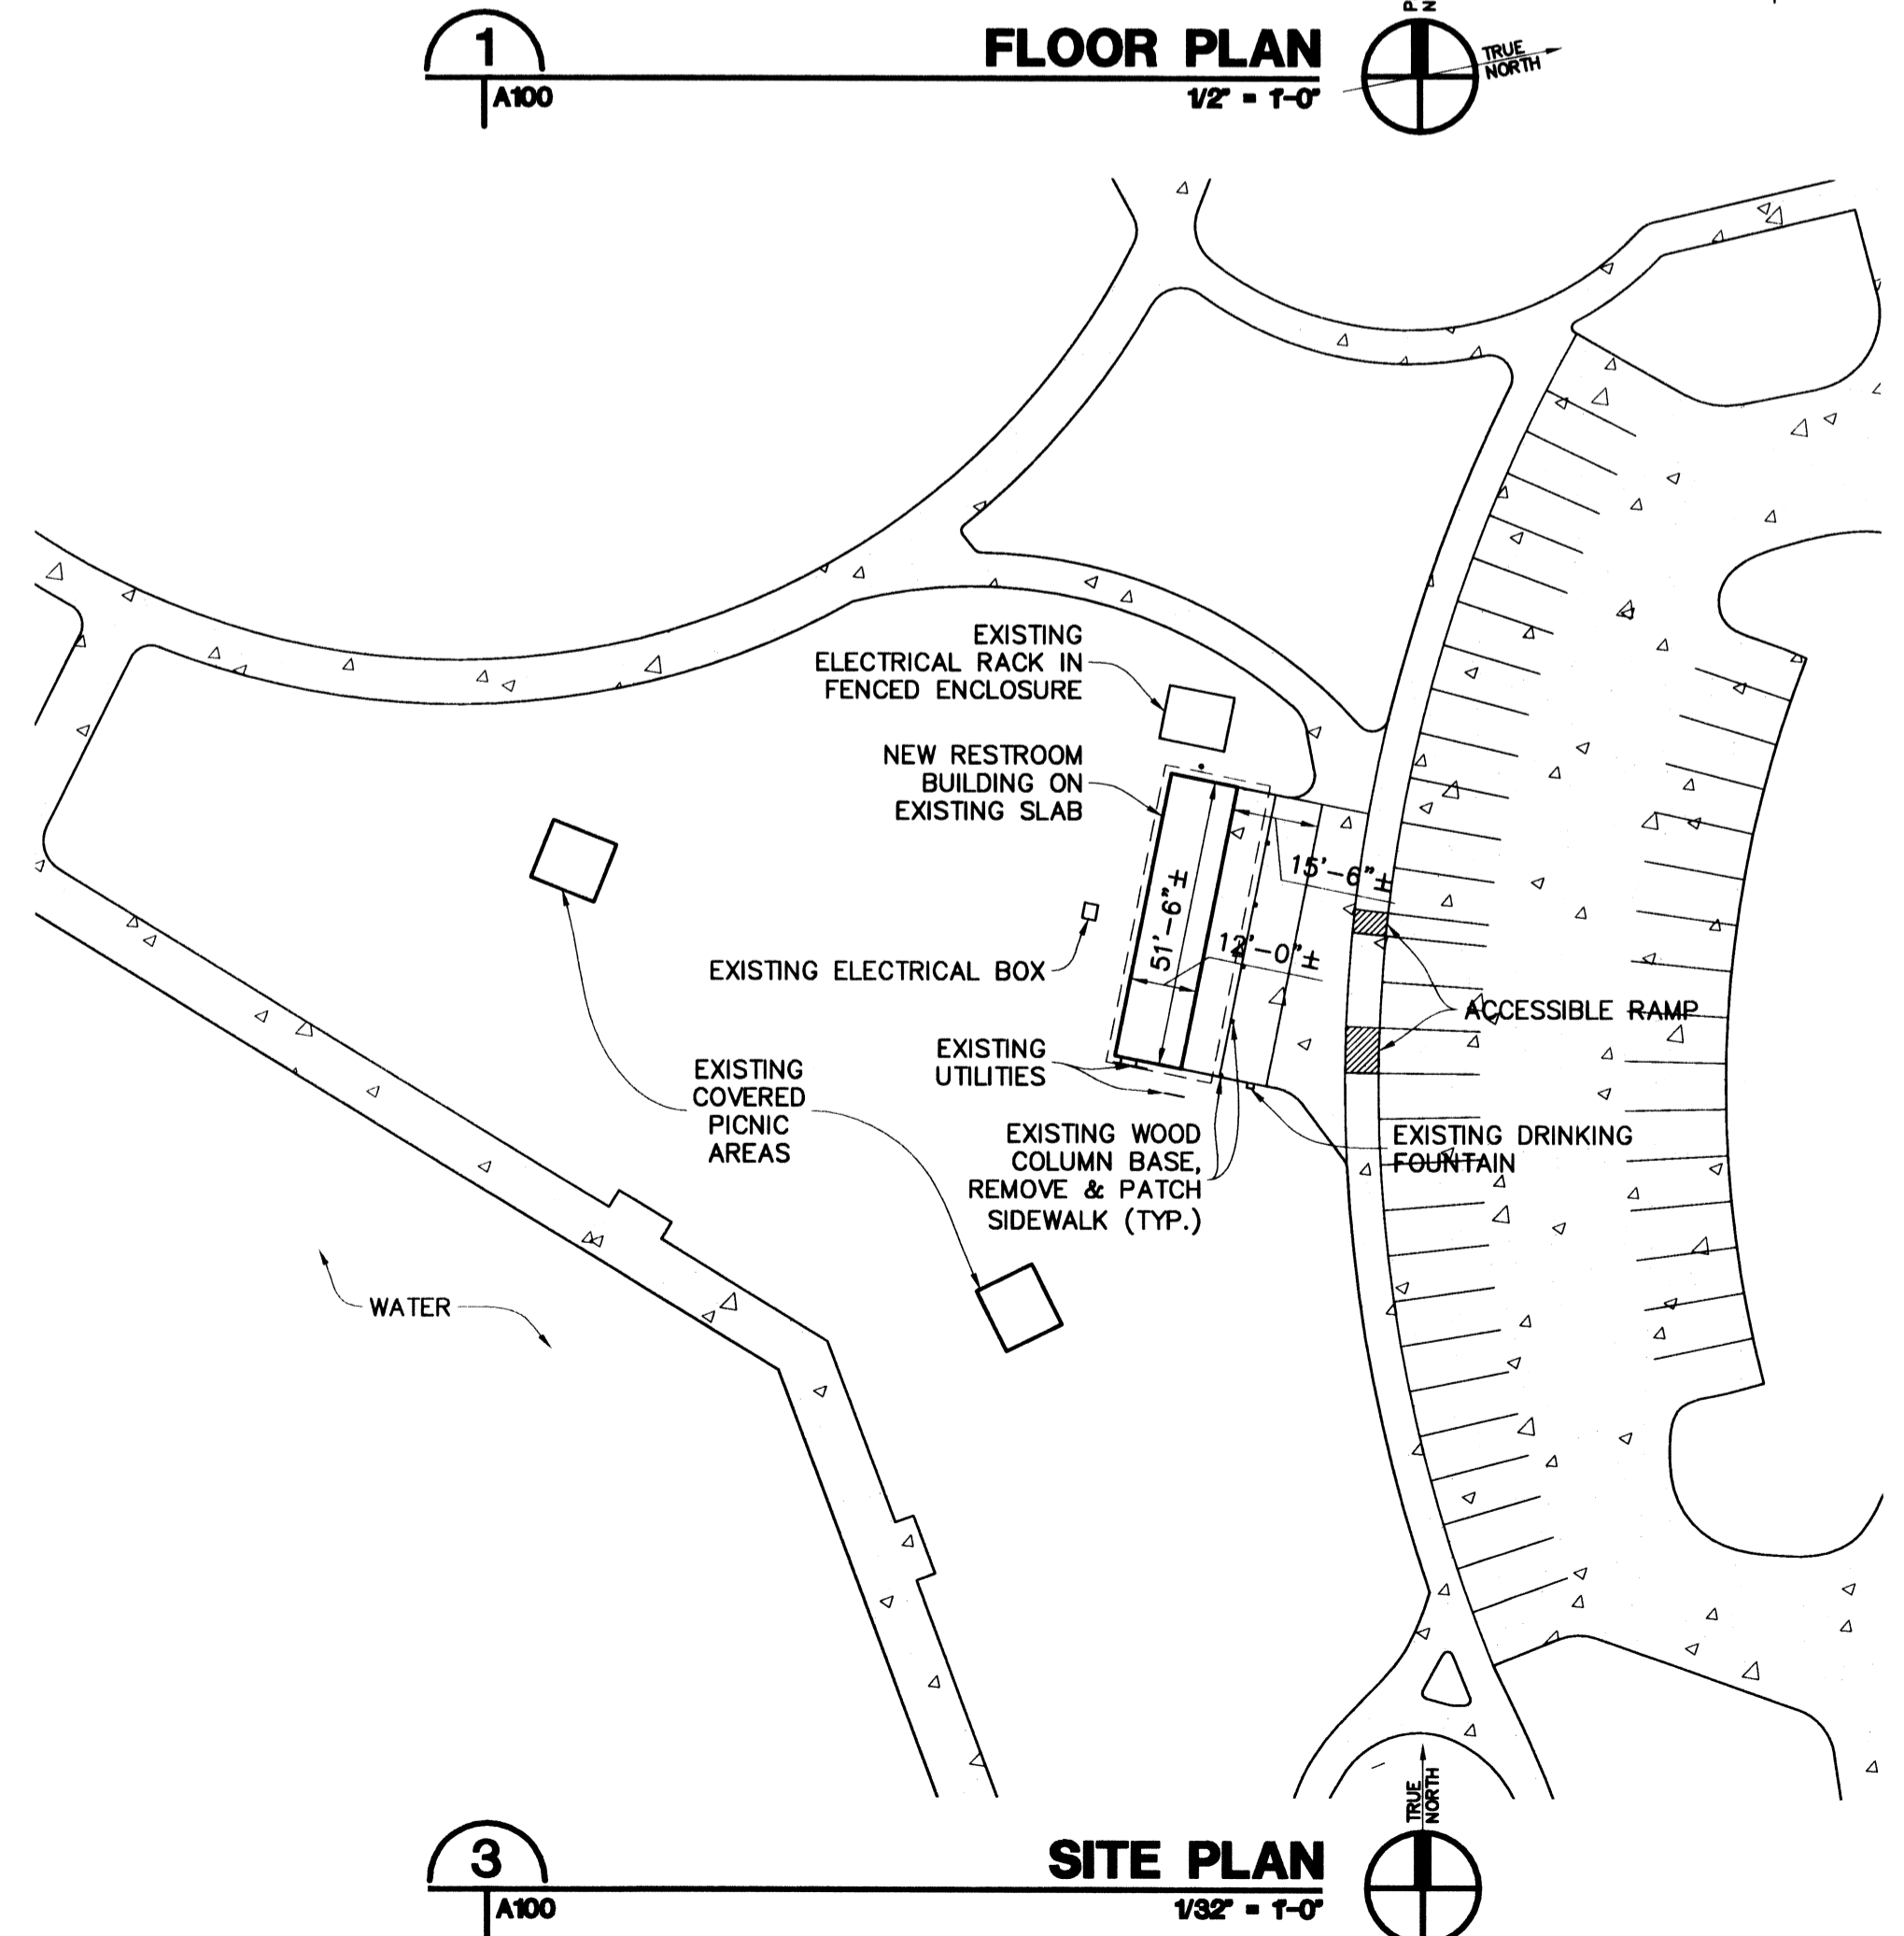 1
A100
FLOOR PLAN
1/2" = 1'-0"
P
N
TRUE
NORTH
EXISTING
ELECTRICAL RACK IN
FENCED ENCLOSURE
NEW RESTROOM
BUILDING ON
EXISTING SLAB
15'-6"±
51'-6"±
12'-0"±
EXISTING ELECTRICAL BOX
ACCESSIBLE RAMP
EXISTING
UTILITIES
EXISTING
COVERED
PICNIC
AREAS
EXISTING WOOD
COLUMN BASE,
REMOVE & PATCH
SIDEWALK (TYP.)
EXISTING DRINKING
FOUNTAIN
WATER
TRUE
NORTH
3
A100
SITE PLAN
1/32" = 1'-0"